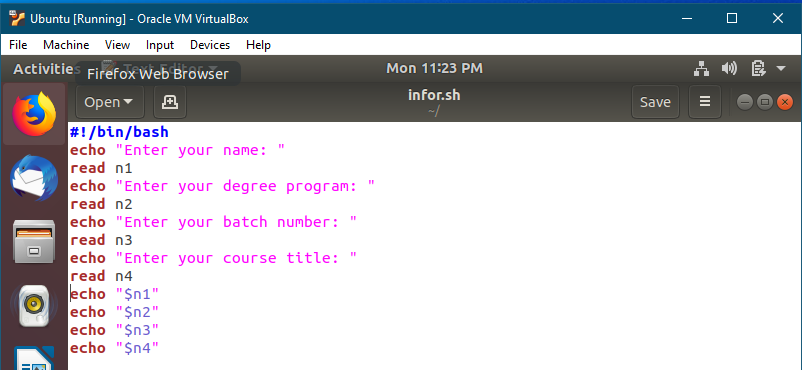 Ubuntu [Running] - Oracle VM VirtualBox
File Machine View Input Devices Help
Activities Text Editor Mon 11:23 PM
Firefox Web Browser
Open infor.sh Save
~/
#!/bin/bash
echo "Enter your name: "
read n1
echo "Enter your degree program: "
read n2
echo "Enter your batch number: "
read n3
echo "Enter your course title: "
read n4
echo "$n1"
echo "$n2"
echo "$n3"
echo "$n4"